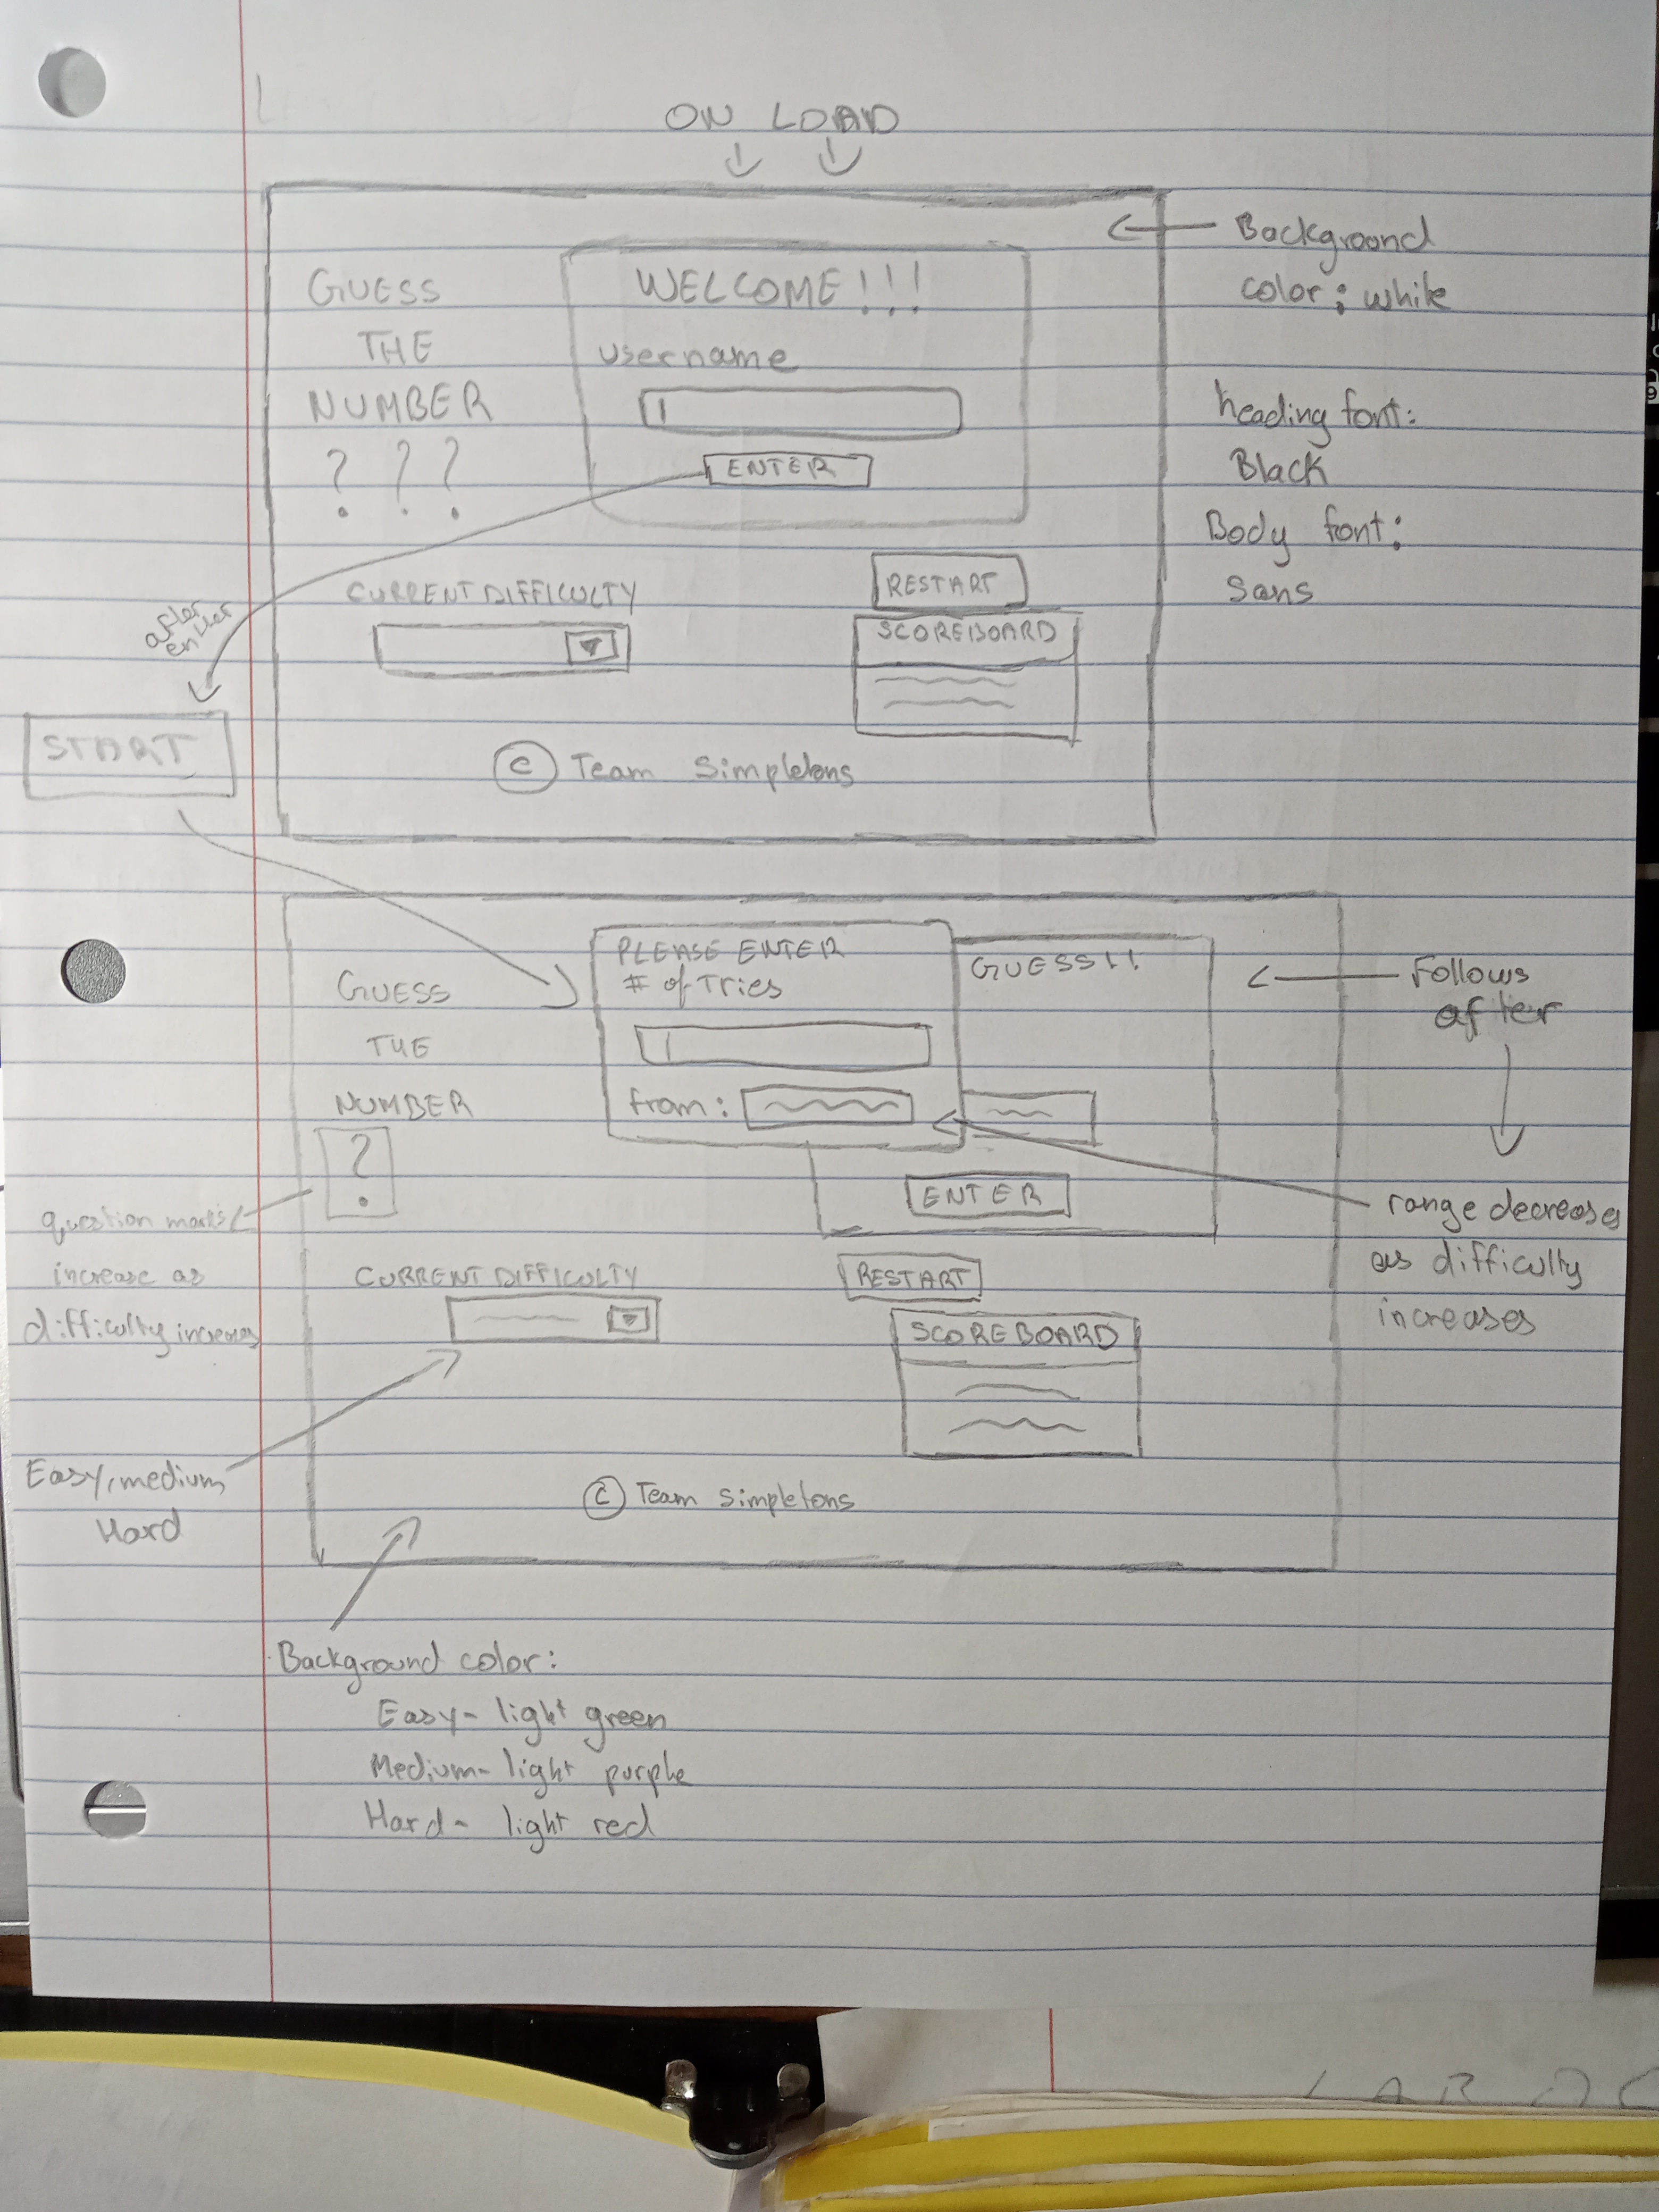 ON LOAD
GUESS
THE
NUMBER
? ? ?
WELCOME!!!
username
ENTER
Background
color: white
heading font:
Black
Body font:
Sans
after
enter
START
CURRENT DIFFICULTY
RESTART
SCOREBOARD
© Team Simpletons
GUESS
THE
NUMBER
?
PLEASE ENTER
# of Tries
from:
GUESS!!
ENTER
Follows
after
range decreases
as difficulty
increases
question marks
increase as
difficulty increases
CURRENT DIFFICULTY
RESTART
SCOREBOARD
Easy, medium,
Hard
© Team Simpletons
Background color:
Easy- light green
Medium- light purple
Hard- light red